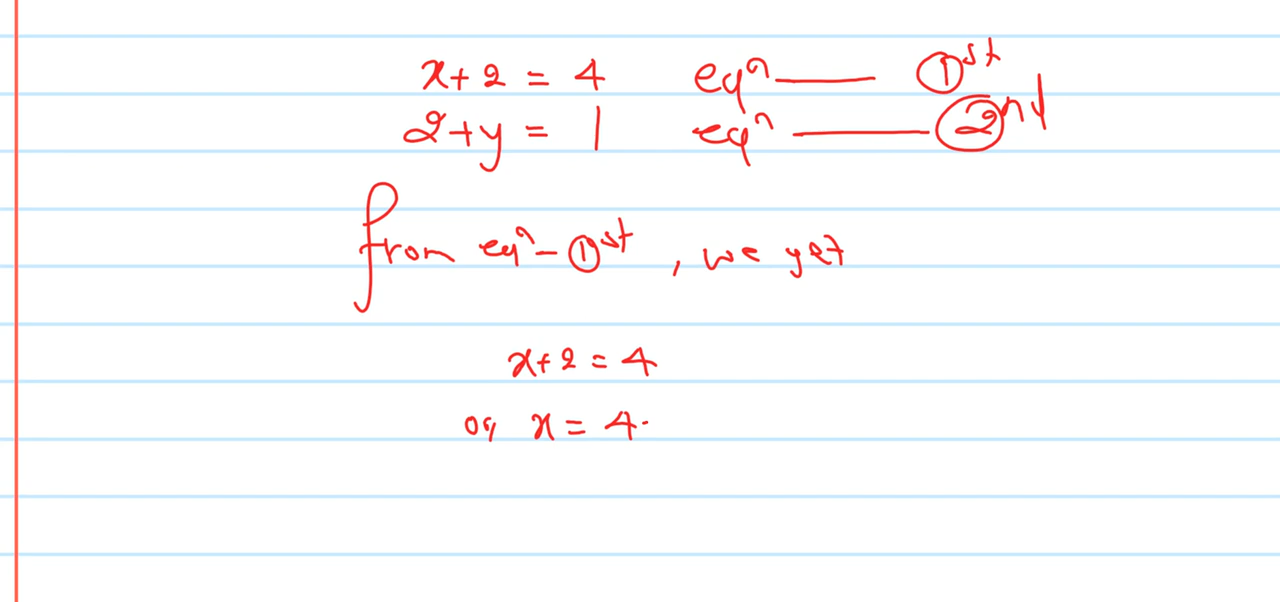 x+2 = 4 eqⁿ —— ①st
2+y = 1 eqⁿ —— ②nd
from eqⁿ - ①st, we get
x+2 = 4
or, x = 4-